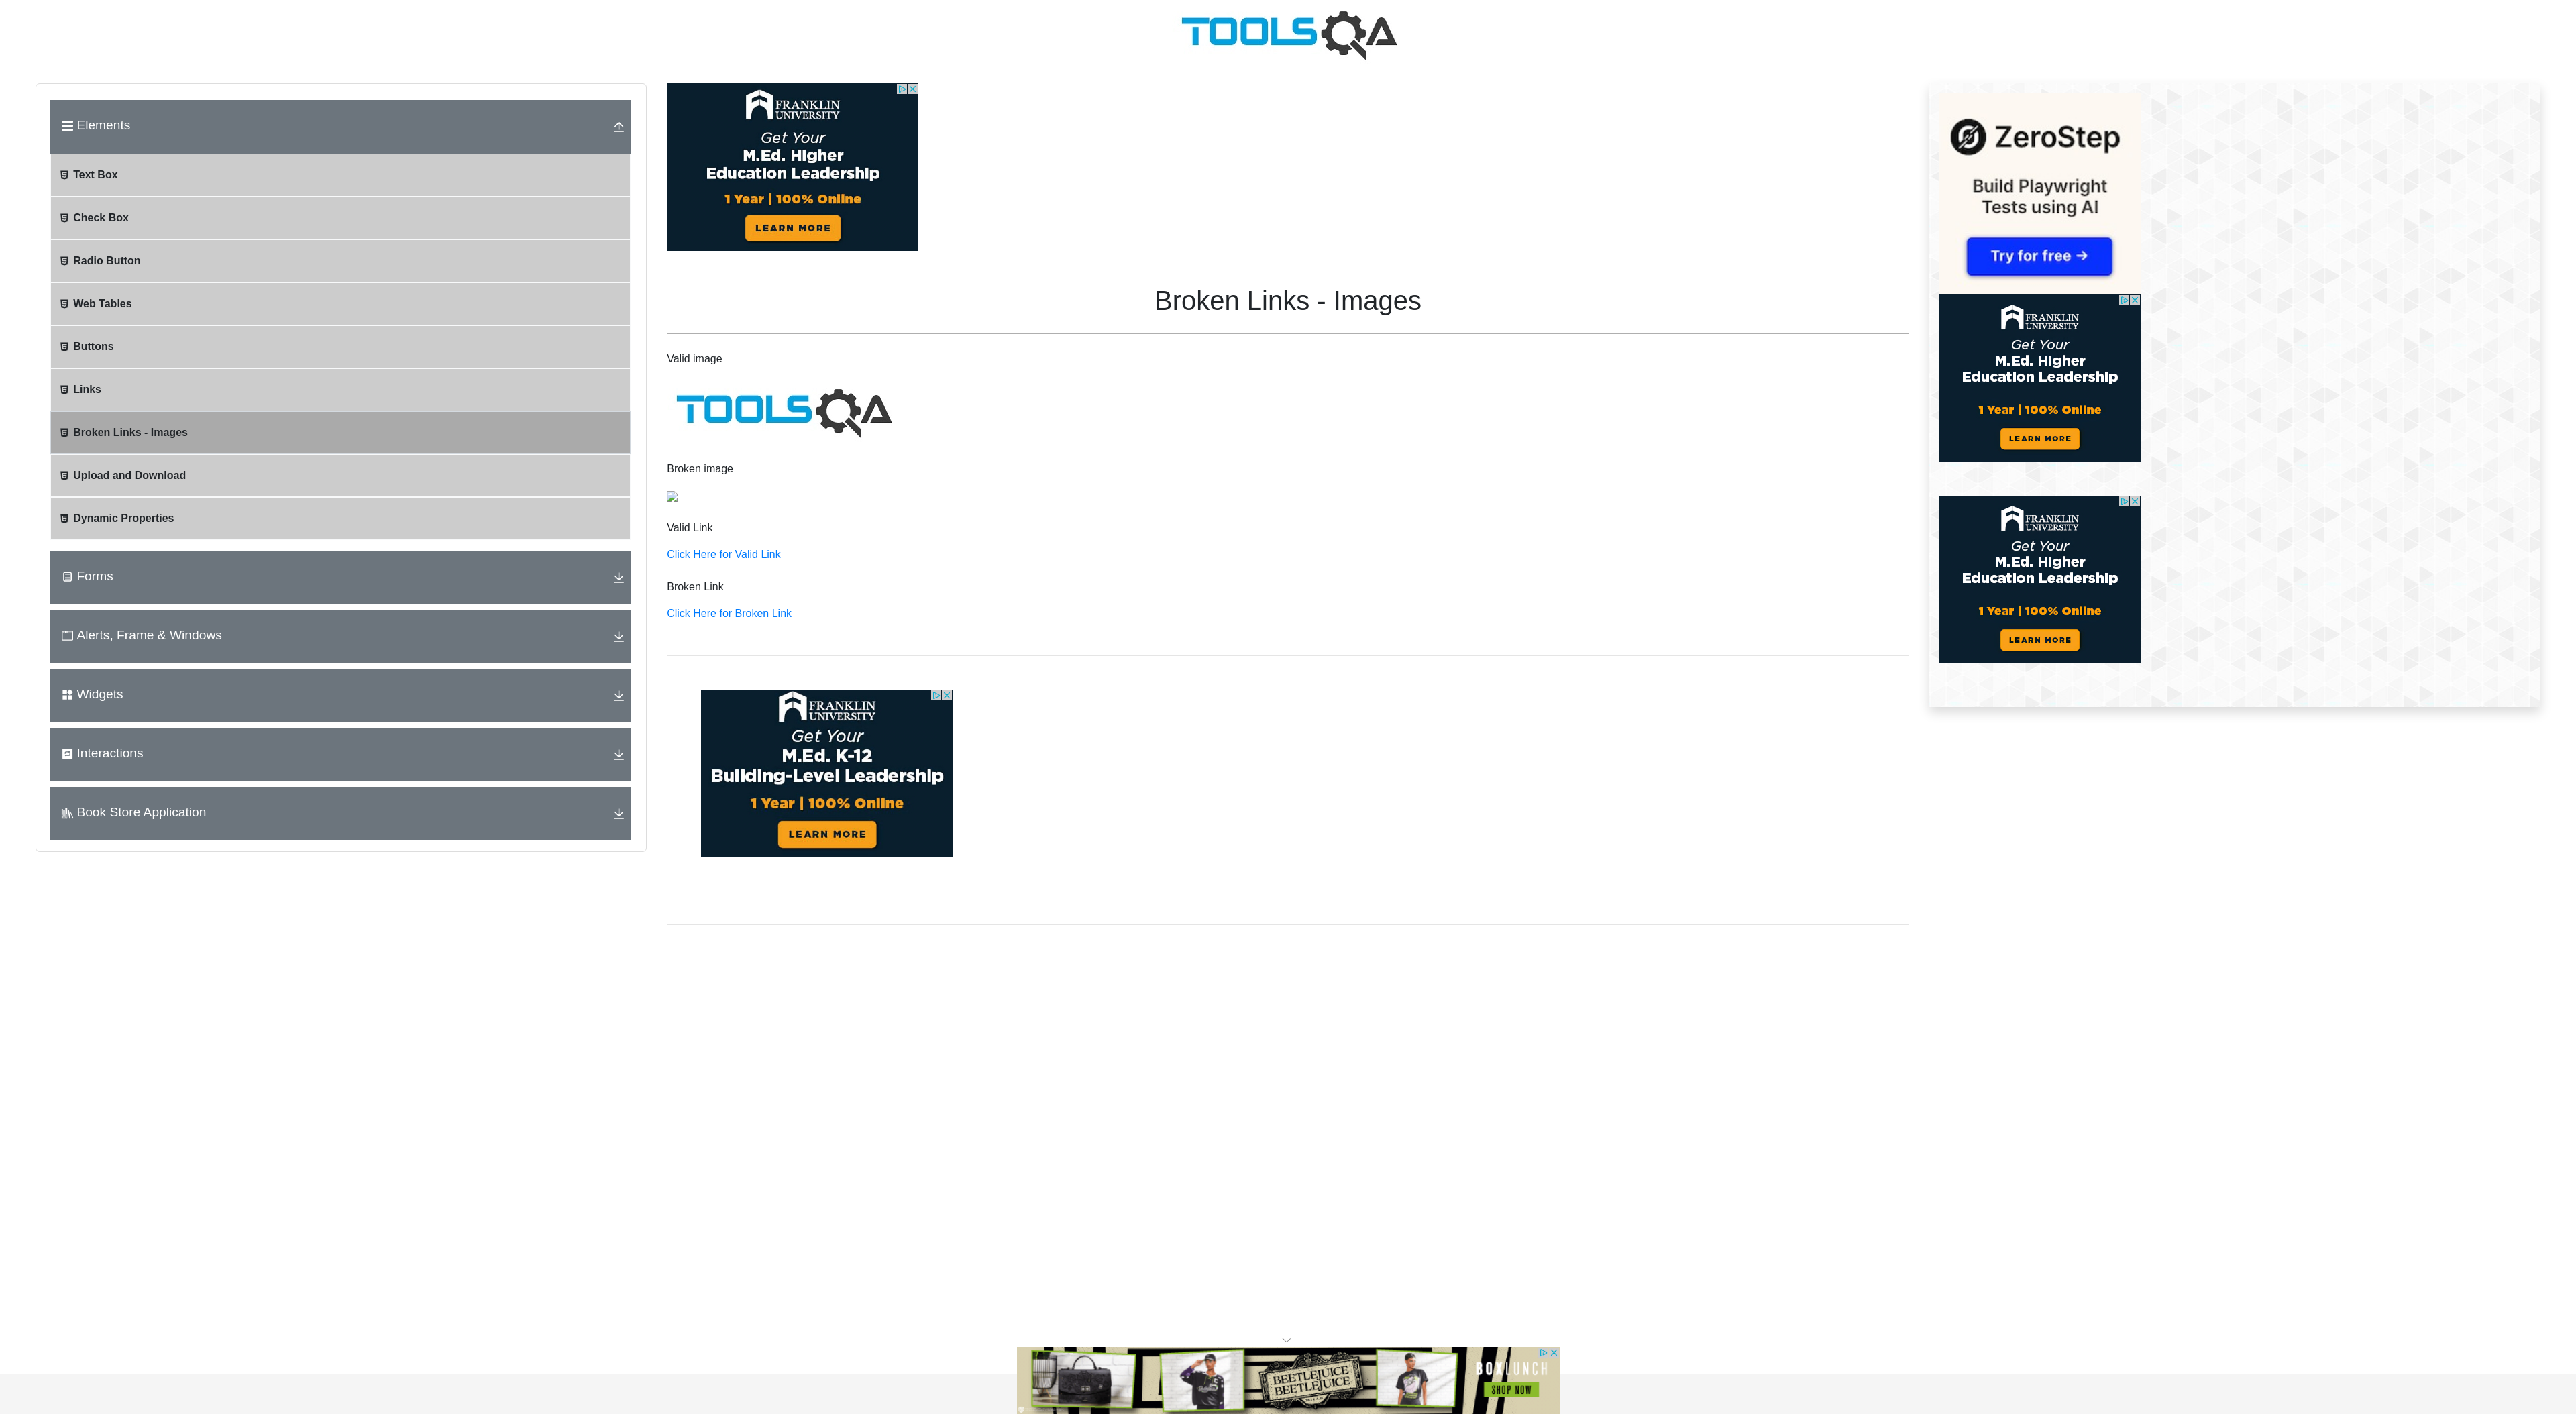 TOOLSQA
Elements
Text Box
Check Box
Radio Button
Web Tables
Buttons
Links
Broken Links - Images
Upload and Download
Dynamic Properties
Forms
Alerts, Frame & Windows
Widgets
Interactions
Book Store Application
FRANKLIN
UNIVERSITY
Get Your
M.Ed. Higher
Education Leadership
1 Year | 100% Online
LEARN MORE
Broken Links - Images
Valid image
TOOLSQA
Broken image
Valid Link
Click Here for Valid Link
Broken Link
Click Here for Broken Link
FRANKLIN
UNIVERSITY
Get Your
M.Ed. K-12
Building-Level Leadership
1 Year | 100% Online
LEARN MORE
ZeroStep
Build Playwright
Tests using AI
Try for free →
FRANKLIN
UNIVERSITY
Get Your
M.Ed. Higher
Education Leadership
1 Year | 100% Online
LEARN MORE
FRANKLIN
UNIVERSITY
Get Your
M.Ed. Higher
Education Leadership
1 Year | 100% Online
LEARN MORE
BEETLEJUICE
BEETLEJUICE
BOXLUNCH
SHOP NOW